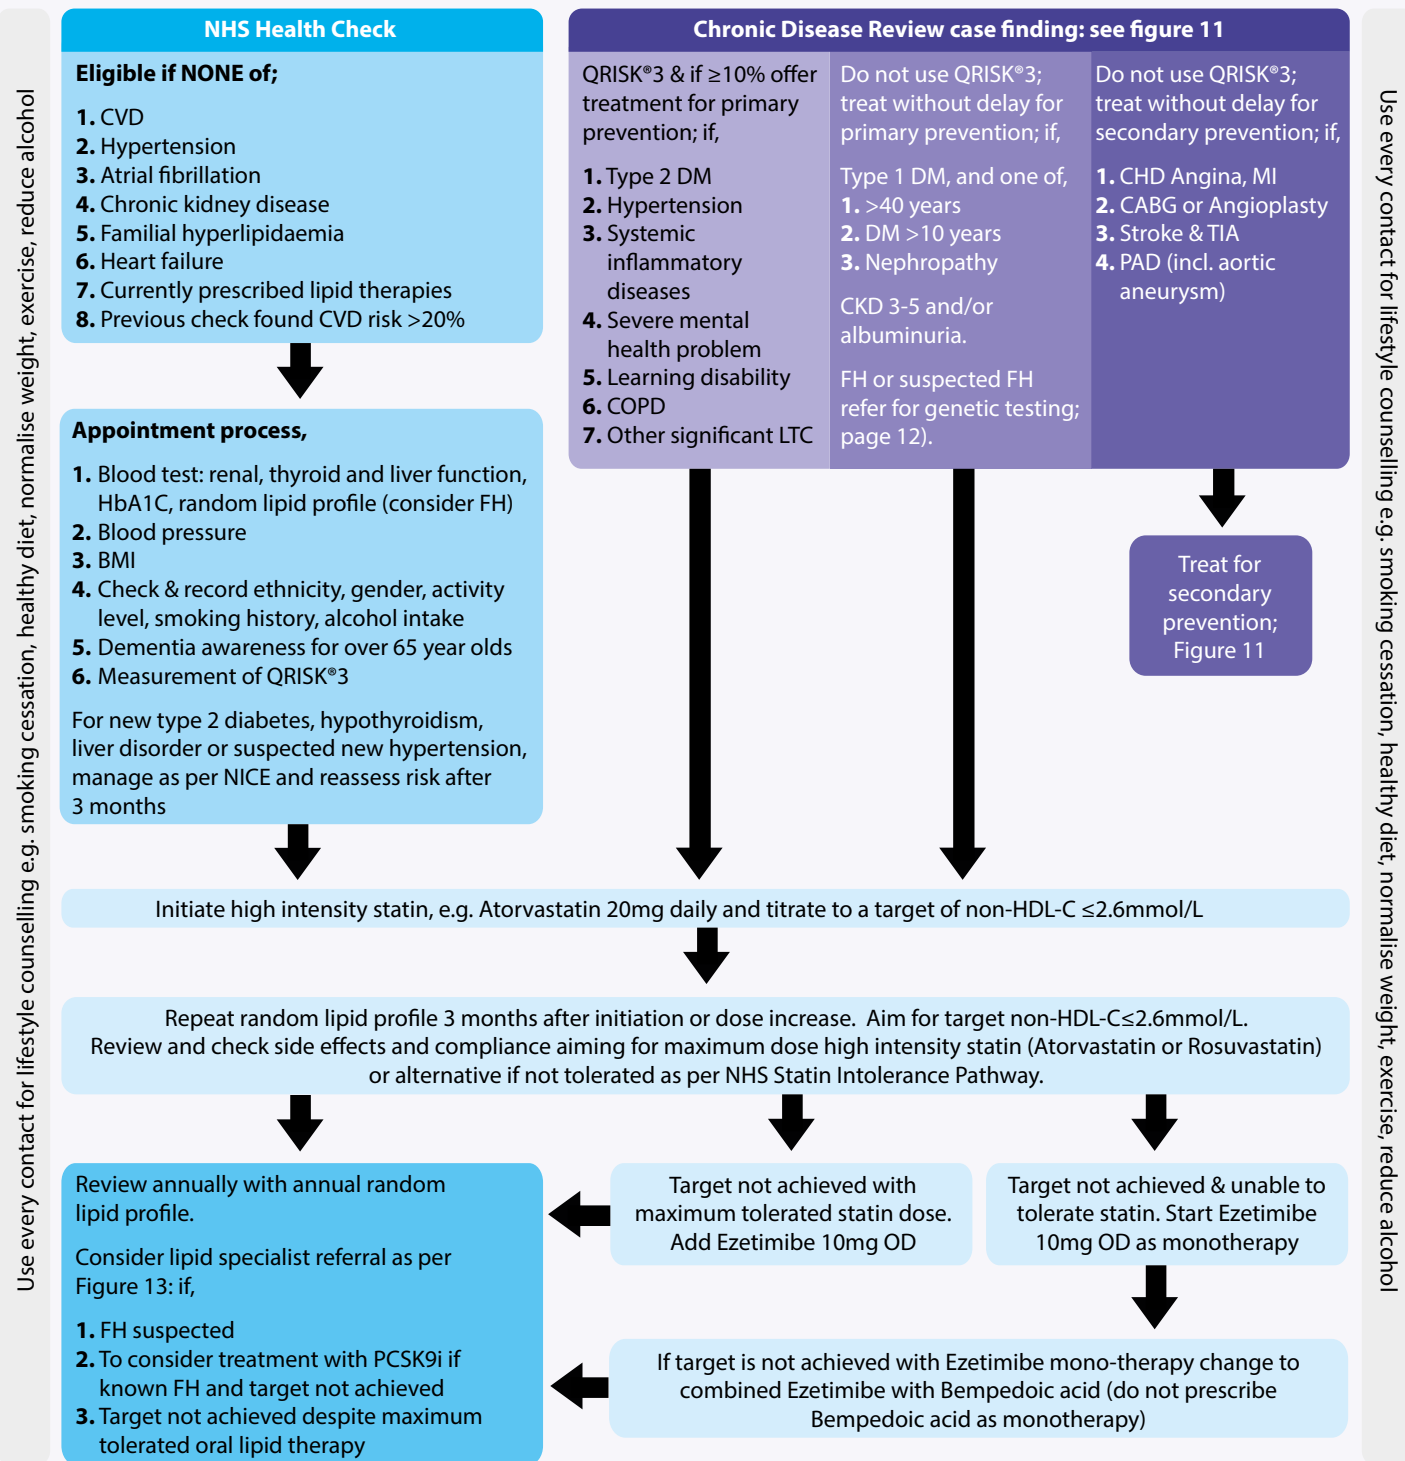 Use every contact for lifestyle counselling e.g. smoking cessation, healthy diet, normalise weight, exercise, reduce alcohol
NHS Health Check
Eligible if NONE of;
1. CVD
2. Hypertension
3. Atrial fibrillation
4. Chronic kidney disease
5. Familial hyperlipidaemia
6. Heart failure
7. Currently prescribed lipid therapies
8. Previous check found CVD risk >20%
Appointment process,
1. Blood test: renal, thyroid and liver function,
HbA1C, random lipid profile (consider FH)
2. Blood pressure
3. BMI
4. Check & record ethnicity, gender, activity
level, smoking history, alcohol intake
5. Dementia awareness for over 65 year olds
6. Measurement of QRISK®3
For new type 2 diabetes, hypothyroidism,
liver disorder or suspected new hypertension,
manage as per NICE and reassess risk after
3 months
Chronic Disease Review case finding: see figure 11
QRISK®3 & if ≥10% offer
treatment for primary
prevention; if,
1. Type 2 DM
2. Hypertension
3. Systemic
inflammatory
diseases
4. Severe mental
health problem
5. Learning disability
6. COPD
7. Other significant LTC
Do not use QRISK®3;
treat without delay for
primary prevention; if,
Type 1 DM, and one of,
1. >40 years
2. DM >10 years
3. Nephropathy
CKD 3-5 and/or
albuminuria.
FH or suspected FH
refer for genetic testing;
page 12).
Do not use QRISK®3;
treat without delay for
secondary prevention; if,
1. CHD Angina, MI
2. CABG or Angioplasty
3. Stroke & TIA
4. PAD (incl. aortic
aneurysm)
Treat for
secondary
prevention;
Figure 11
Initiate high intensity statin, e.g. Atorvastatin 20mg daily and titrate to a target of non-HDL-C ≤2.6mmol/L
Repeat random lipid profile 3 months after initiation or dose increase. Aim for target non-HDL-C≤2.6mmol/L.
Review and check side effects and compliance aiming for maximum dose high intensity statin (Atorvastatin or Rosuvastatin)
or alternative if not tolerated as per NHS Statin Intolerance Pathway.
Review annually with annual random
lipid profile.
Consider lipid specialist referral as per
Figure 13: if,
1. FH suspected
2. To consider treatment with PCSK9i if
known FH and target not achieved
3. Target not achieved despite maximum
tolerated oral lipid therapy
Target not achieved with
maximum tolerated statin dose.
Add Ezetimibe 10mg OD
Target not achieved & unable to
tolerate statin. Start Ezetimibe
10mg OD as monotherapy
If target is not achieved with Ezetimibe mono-therapy change to
combined Ezetimibe with Bempedoic acid (do not prescribe
Bempedoic acid as monotherapy)
Use every contact for lifestyle counselling e.g. smoking cessation, healthy diet, normalise weight, exercise, reduce alcohol